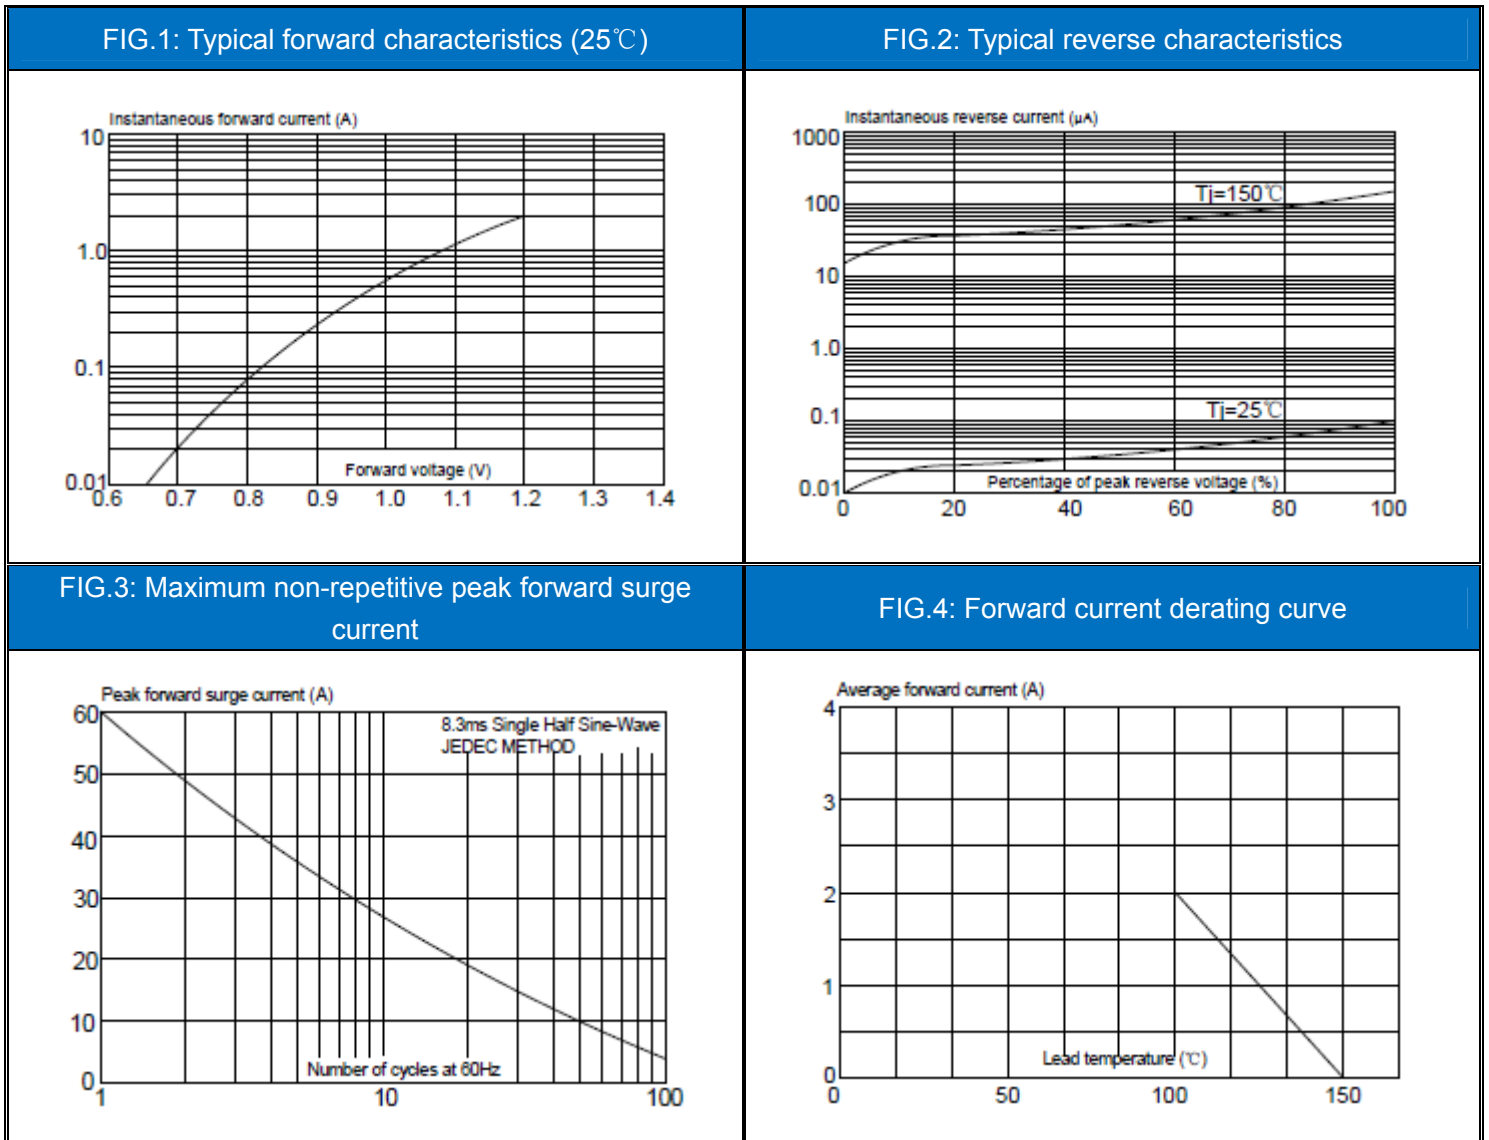 FIG.1: Typical forward characteristics (25℃)
FIG.2: Typical reverse characteristics
Instantaneous forward current (A)
10
1.0
0.1
0.01
Forward voltage (V)
0.6 0.7 0.8 0.9 1.0 1.1 1.2 1.3 1.4
Instantaneous reverse current (μA)
1000
Tj=150℃
100
10
1.0
Tj=25℃
0.1
0.01
Percentage of peak reverse voltage (%)
0 20 40 60 80 100
FIG.3: Maximum non-repetitive peak forward surge
current
FIG.4: Forward current derating curve
Peak forward surge current (A)
60
8.3ms Single Half Sine-Wave
JEDEC METHOD
50
40
30
20
10
0
Number of cycles at 60Hz
1 10 100
Average forward current (A)
4
3
2
1
Lead temperature (℃)
0
0 50 100 150